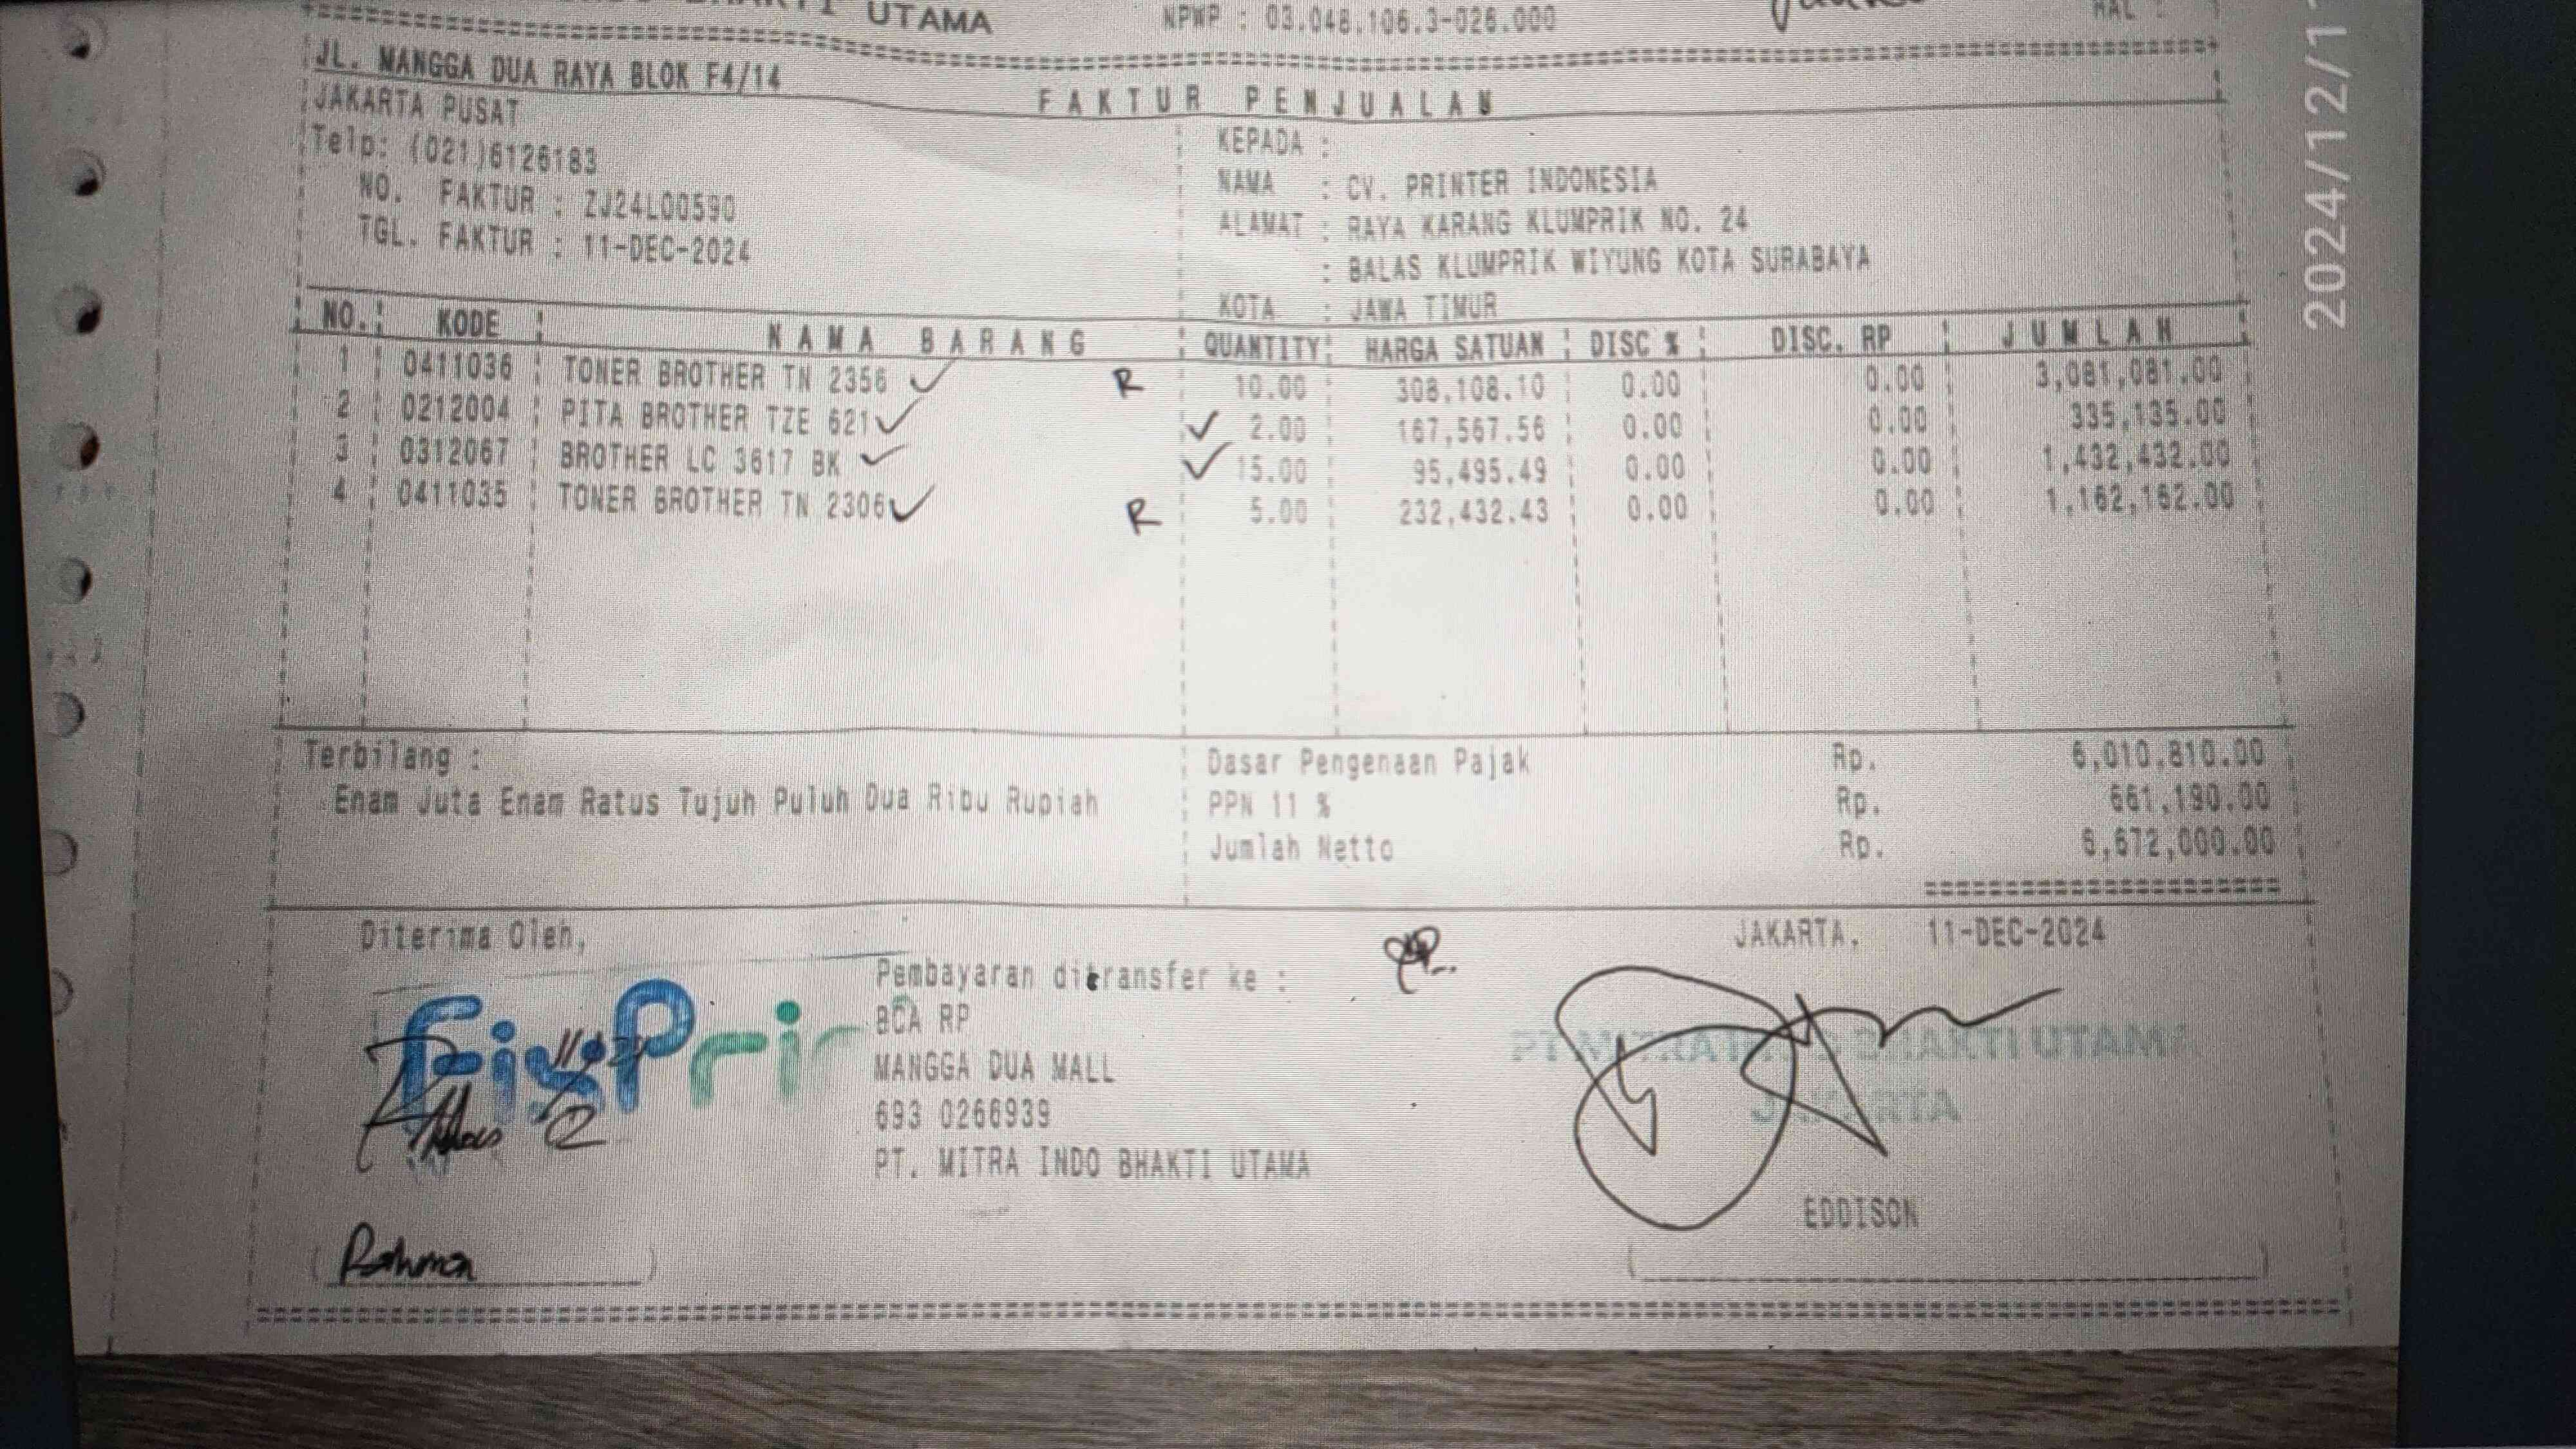 BHAKTI UTAMA
NPWP : 03.048.106.3-026.000
HAL :
JL. MANGGA DUA RAYA BLOK F4/14
JAKARTA PUSAT
Telp: (021)6126183
NO. FAKTUR : ZJ24L00590
TGL. FAKTUR : 11-DEC-2024
FAKTUR PENJUALAN
KEPADA :
NAMA : CV. PRINTER INDONESIA
ALAMAT : RAYA KARANG KLUMPRIK NO. 24
: BALAS KLUMPRIK WIYUNG KOTA SURABAYA
KOTA : JAWA TIMUR
NO. KODE NAMA BARANG QUANTITY HARGA SATUAN DISC % DISC. RP JUMLAH
1 0411036 TONER BROTHER TN 2356 ✓ R 10.00 308,108.10 0.00 0.00 3,081,081.00
2 0212004 PITA BROTHER TZE 621 ✓ ✓ 2.00 167,567.56 0.00 0.00 335,135.00
3 0312067 BROTHER LC 3617 BK ✓ ✓ 15.00 95,495.49 0.00 0.00 1,432,432.00
4 0411035 TONER BROTHER TN 2306 ✓ R 5.00 232,432.43 0.00 0.00 1,162,162.00
Terbilang :
Enam Juta Enam Ratus Tujuh Puluh Dua Ribu Rupiah
Dasar Pengenaan Pajak Rp. 6,010,810.00
PPN 11 % Rp. 661,190.00
Jumlah Netto Rp. 6,672,000.00
Diterima Oleh,
Pembayaran ditransfer ke :
BCA RP
MANGGA DUA MALL
693 0266939
PT. MITRA INDO BHAKTI UTAMA
Rahma
JAKARTA, 11-DEC-2024
PT MITRA BHAKTI UTAMA
JAKARTA
EDDISON
2024/12/1